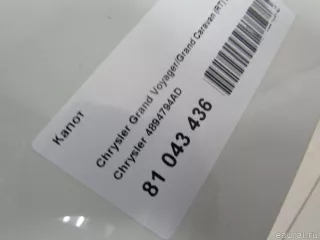 Капот
Chrysler Grand Voyager/Grand Caravan (RT)
Chrysler 4894794AD
81 043 436